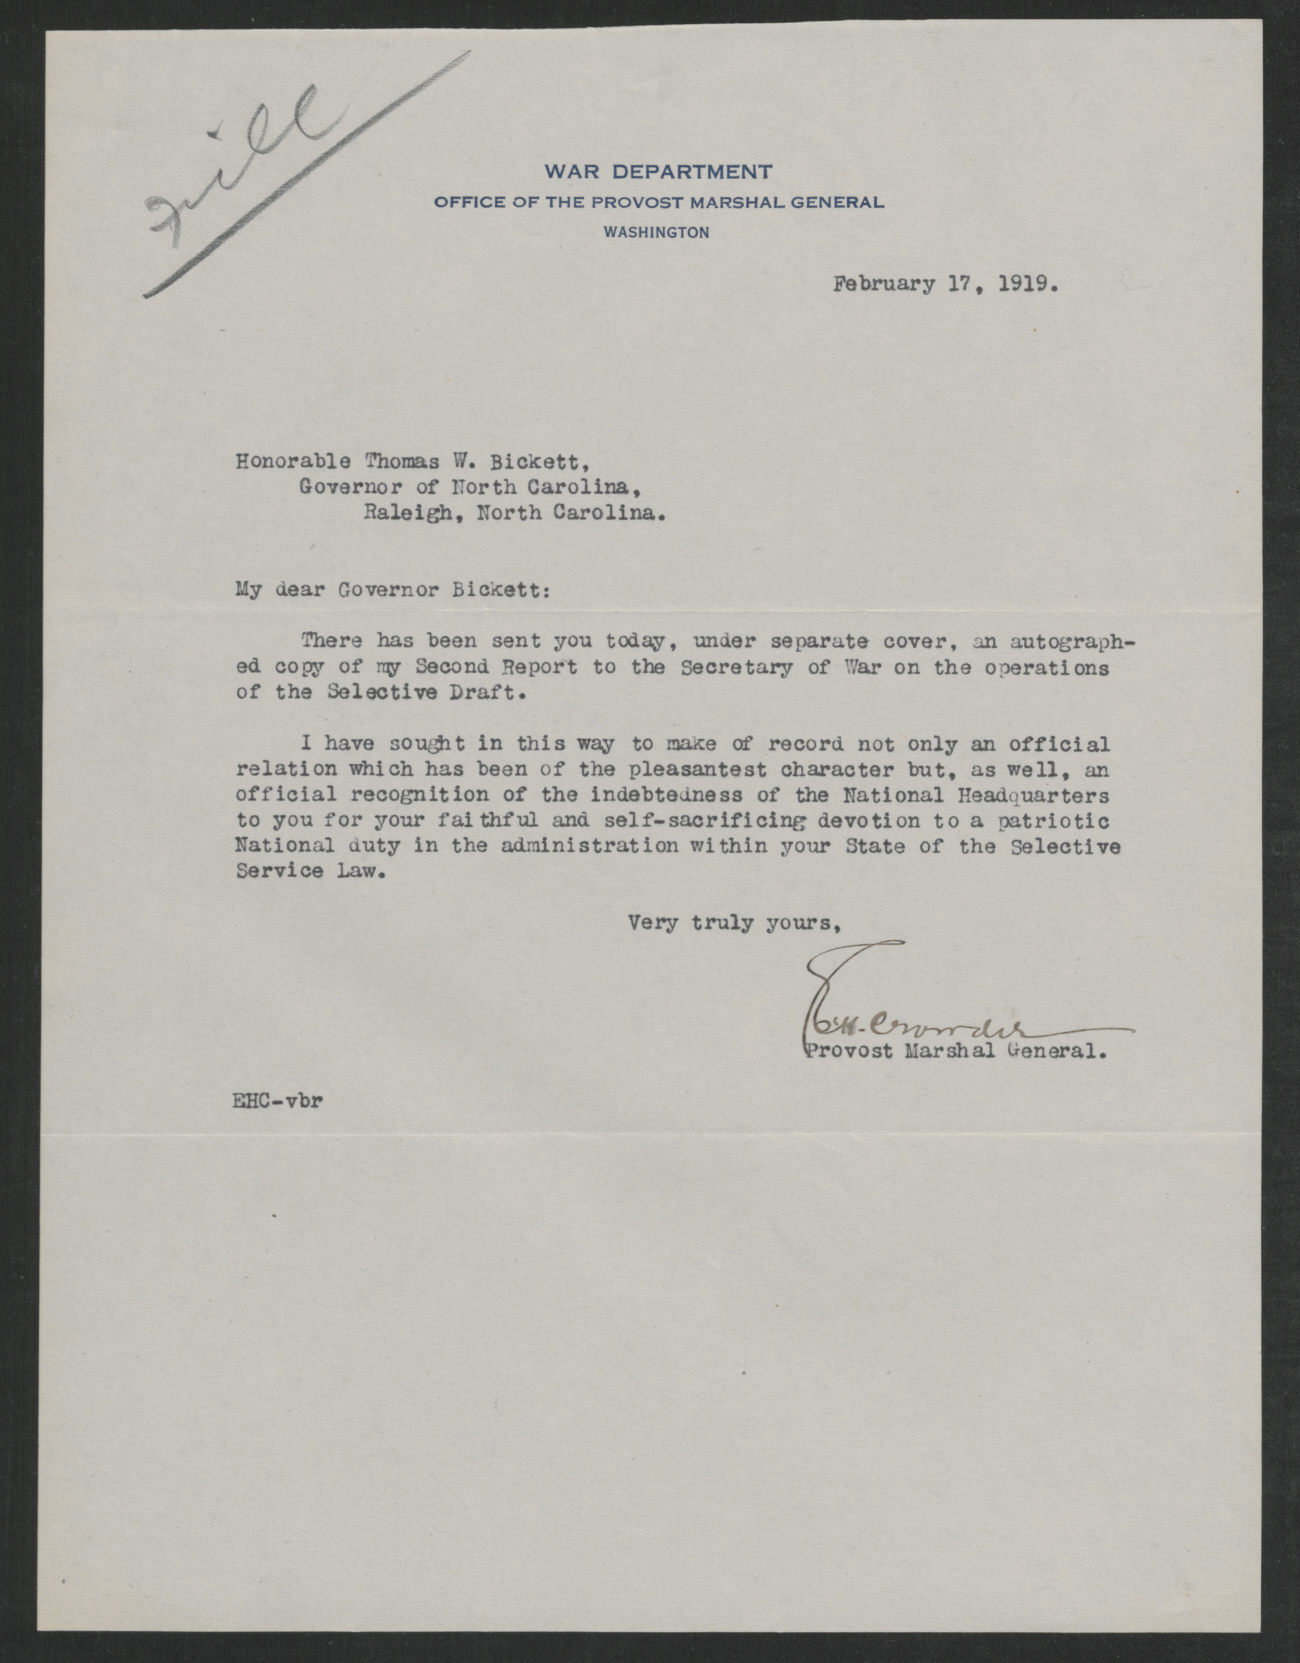 WAR DEPARTMENT
OFFICE OF THE PROVOST MARSHAL GENERAL
WASHINGTON
February 17, 1919.
Honorable Thomas W. Bickett,
Governor of North Carolina,
Raleigh, North Carolina.
My dear Governor Bickett:
There has been sent you today, under separate cover, an autograph-
ed copy of my Second Report to the Secretary of War on the operations
of the Selective Draft.
I have sought in this way to make of record not only an official
relation which has been of the pleasantest character but, as well, an
official recognition of the indebtedness of the National Headquarters
to you for your faithful and self-sacrificing devotion to a patriotic
National duty in the administration within your State of the Selective
Service Law.
Very truly yours,
E.H. Crowder
Provost Marshal General.
EHC-vbr